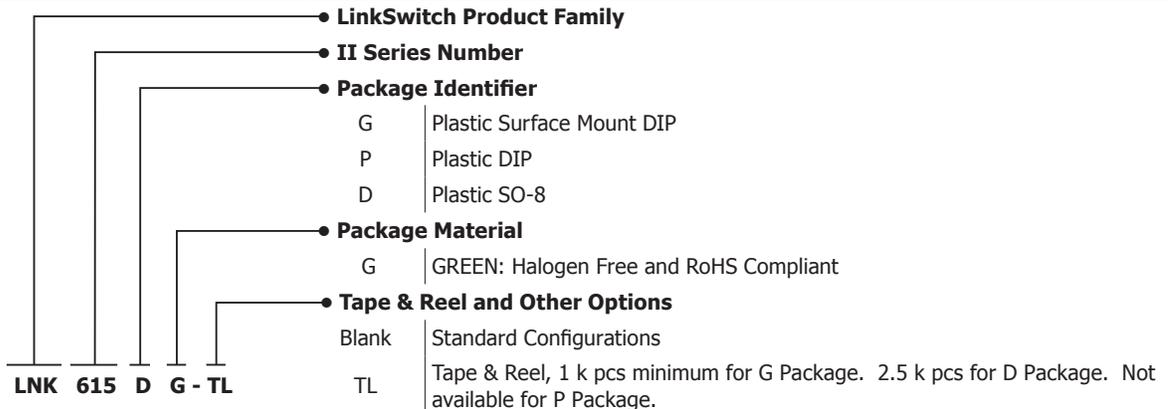 LinkSwitch Product Family
II Series Number
Package Identifier
G Plastic Surface Mount DIP
P Plastic DIP
D Plastic SO-8
Package Material
G GREEN: Halogen Free and RoHS Compliant
Tape & Reel and Other Options
Blank Standard Configurations
TL Tape & Reel, 1 k pcs minimum for G Package. 2.5 k pcs for D Package. Not
available for P Package.
LNK 615 D G - TL